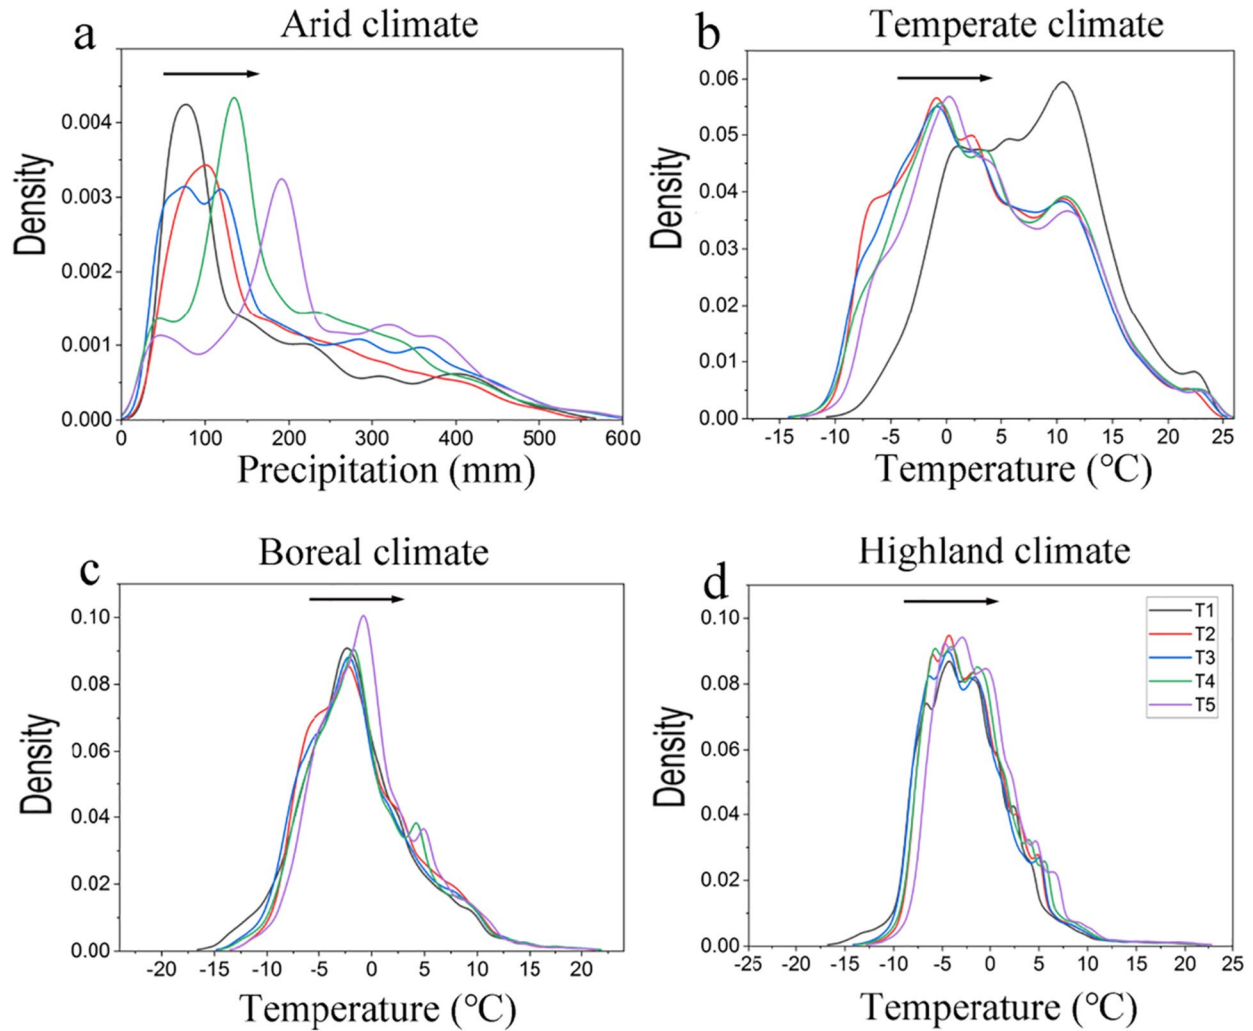 a
Arid climate
Density
0.004
0.003
0.002
0.001
0.000
0 100 200 300 400 500 600
Precipitation (mm)
b
Temperate climate
Density
0.06
0.05
0.04
0.03
0.02
0.01
0.00
-15 -10 -5 0 5 10 15 20 25
Temperature (°C)
c
Boreal climate
Density
0.10
0.08
0.06
0.04
0.02
0.00
-20 -15 -10 -5 0 5 10 15 20
Temperature (°C)
d
Highland climate
T1
T2
T3
T4
T5
Density
0.10
0.08
0.06
0.04
0.02
0.00
-25 -20 -15 -10 -5 0 5 10 15 20 25
Temperature (°C)